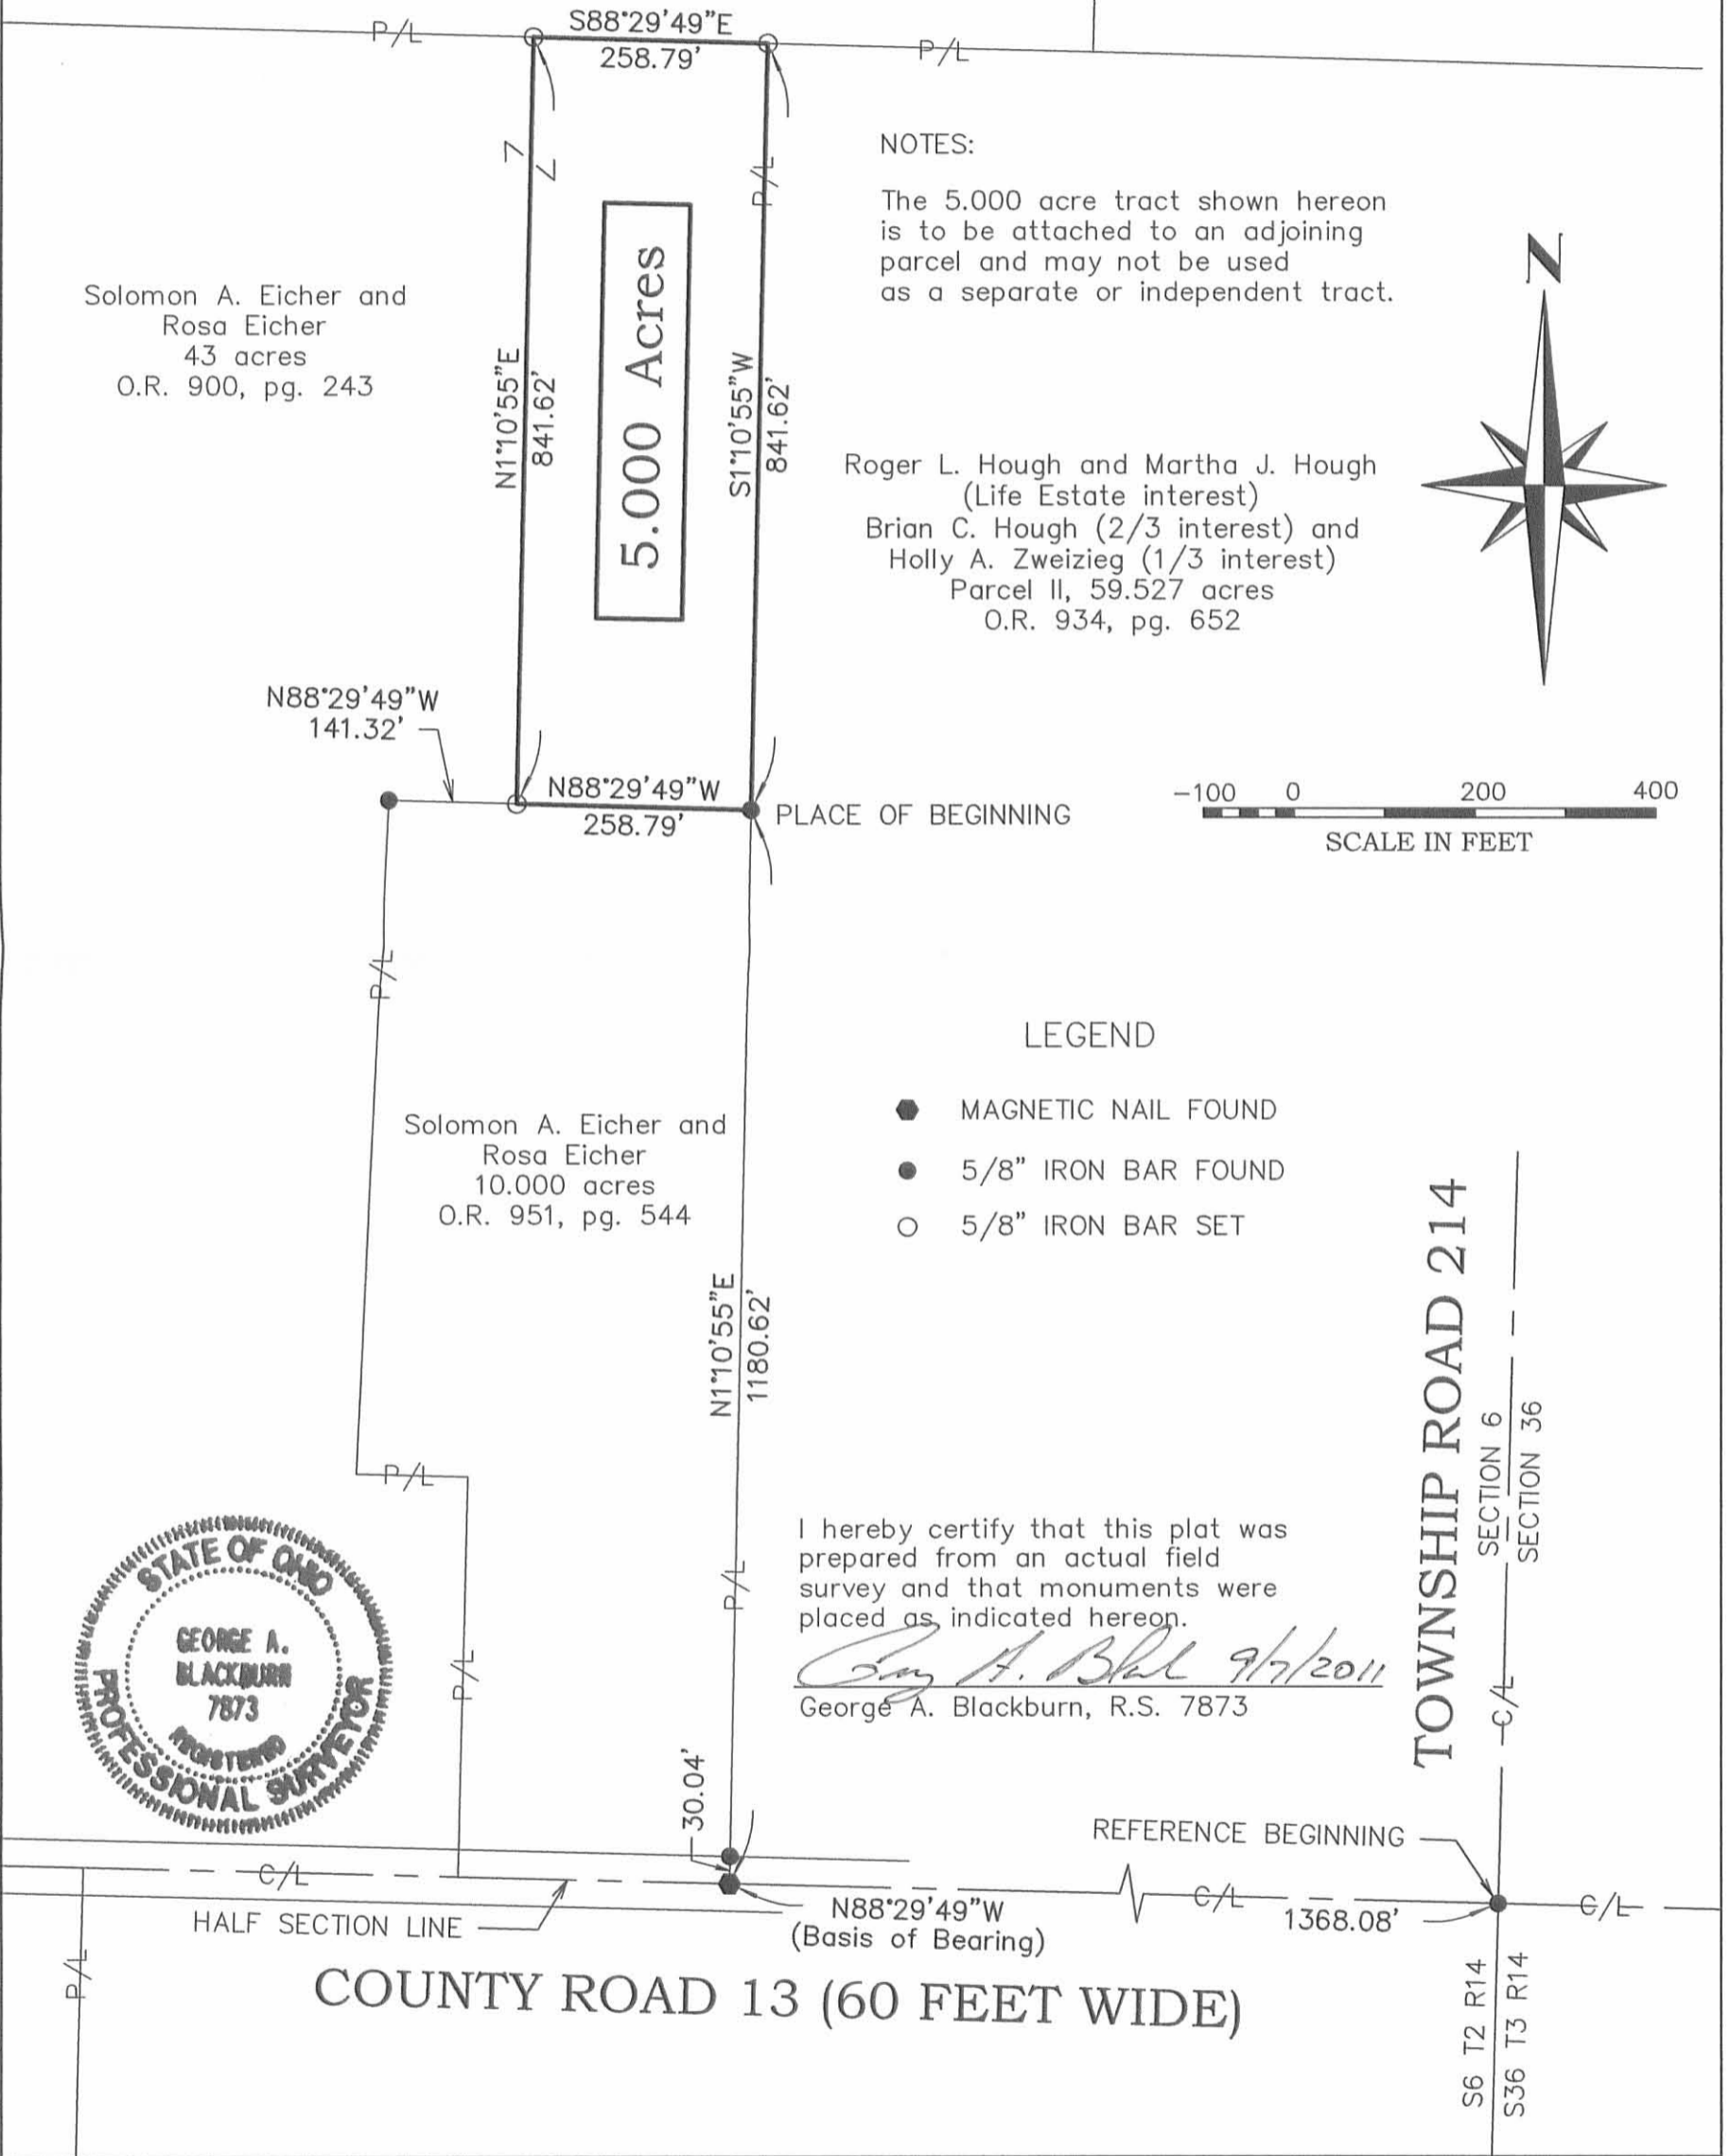 S88°29'49"E
258.79'
P/L
P/L
P/L
NOTES:
The 5.000 acre tract shown hereon
is to be attached to an adjoining
parcel and may not be used
as a separate or independent tract.
N
Solomon A. Eicher and
Rosa Eicher
43 acres
O.R. 900, pg. 243
N1°10'55"E
841.62'
5.000 Acres
S1°10'55"W
841.62'
Roger L. Hough and Martha J. Hough
(Life Estate interest)
Brian C. Hough (2/3 interest) and
Holly A. Zweizieg (1/3 interest)
Parcel II, 59.527 acres
O.R. 934, pg. 652
N88°29'49"W
141.32'
N88°29'49"W
258.79'
PLACE OF BEGINNING
-100 0 200 400
SCALE IN FEET
P/L
LEGEND
MAGNETIC NAIL FOUND
5/8" IRON BAR FOUND
5/8" IRON BAR SET
Solomon A. Eicher and
Rosa Eicher
10.000 acres
O.R. 951, pg. 544
N1°10'55"E
1180.62'
TOWNSHIP ROAD 214
SECTION 6
SECTION 36
P/L
P/L
P/L
C/L
STATE OF OHIO
GEORGE A.
BLACKBURN
7873
REGISTERED
PROFESSIONAL SURVEYOR
I hereby certify that this plat was
prepared from an actual field
survey and that monuments were
placed as indicated hereon.
9/7/2011
George A. Blackburn, R.S. 7873
30.04'
REFERENCE BEGINNING
C/L
C/L
C/L
1368.08'
HALF SECTION LINE
N88°29'49"W
(Basis of Bearing)
P/L
COUNTY ROAD 13 (60 FEET WIDE)
S6 T2 R14
S36 T3 R14